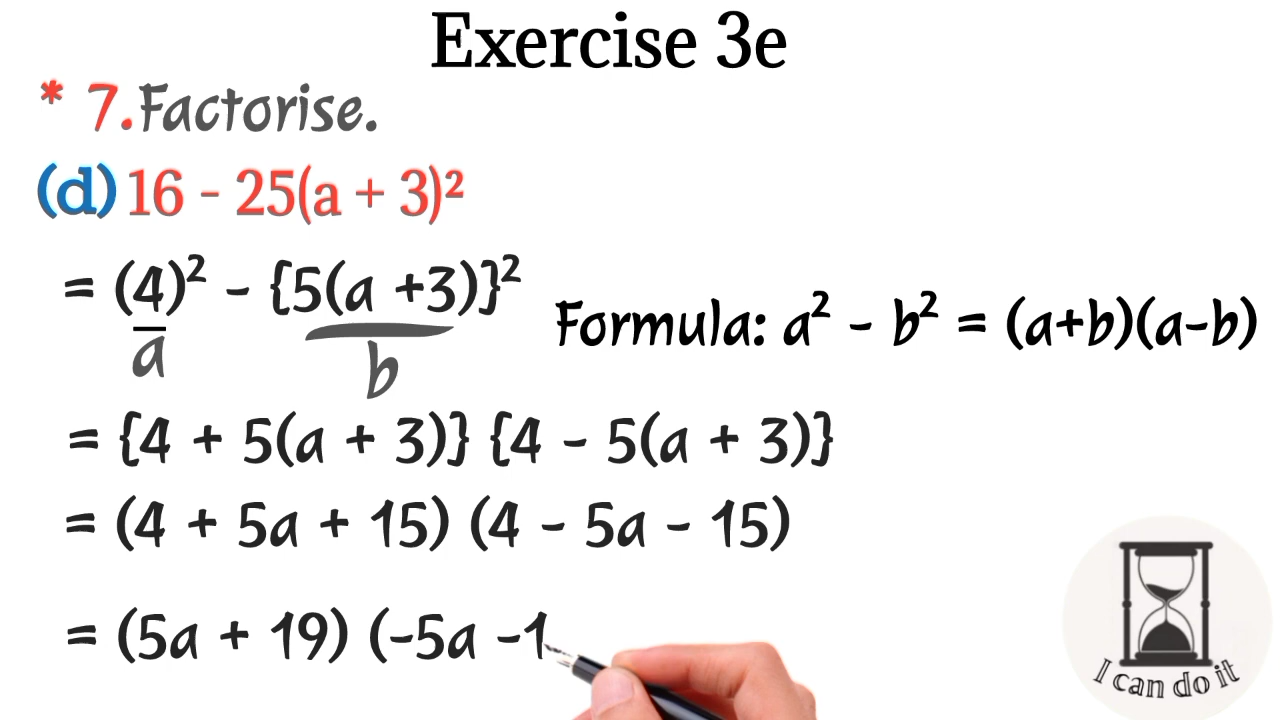 Exercise 3e
* 7.Factorise.
(d) 16 - 25(a + 3)²
= (4)² - {5(a +3)}²
a b
Formula: a² - b² = (a+b)(a-b)
= {4 + 5(a + 3)} {4 - 5(a + 3)}
= (4 + 5a + 15) (4 - 5a - 15)
= (5a + 19) (-5a -1
I can do it